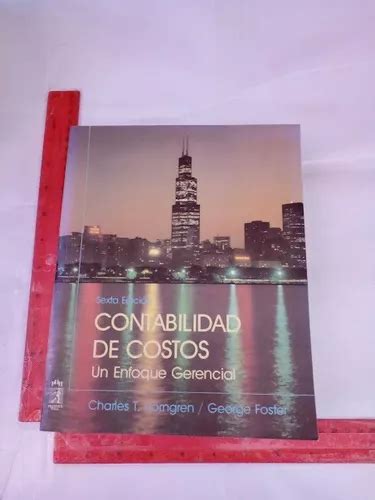 Sexta Edición
CONTABILIDAD
DE COSTOS
Un Enfoque Gerencial
Charles T. Horngren / George Foster